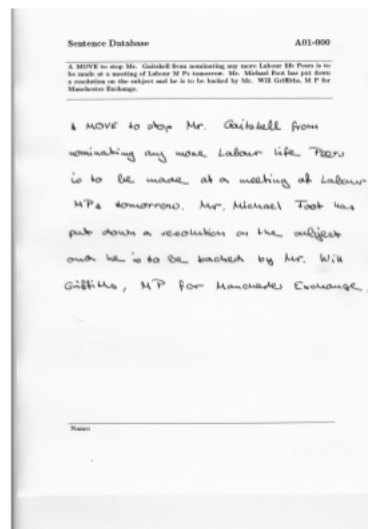 Sentence Database A01-000
A MOVE to stop Mr. Gaitskell from nominating any more Labour life Peers is to
be made at a meeting of Labour M Ps tomorrow. Mr. Michael Foot has put down
a resolution on the subject and he is to be backed by Mr. Will Griffiths, M P for
Manchester Exchange.
A MOVE to stop Mr. Gaitskell from
nominating any more Labour life Peers
is to be made at a meeting of Labour
MPs tomorrow. Mr. Michael Foot has
put down a resolution on the subject
and he is to be backed by Mr. Will
Griffiths, MP for Manchester Exchange.
Name: